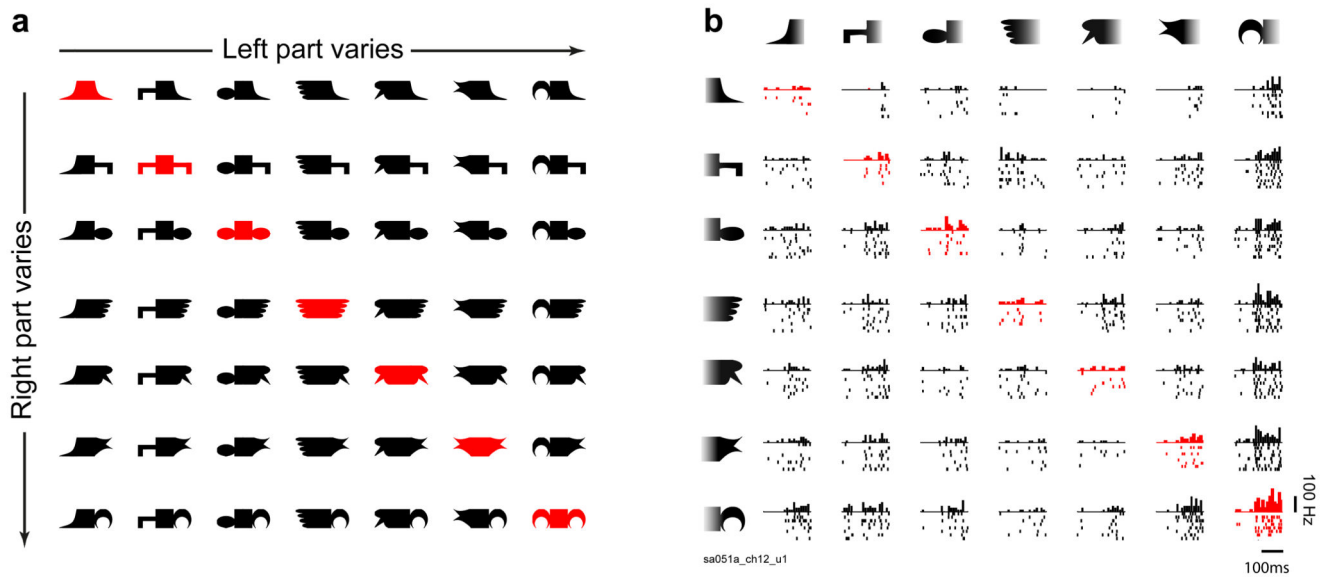 a
Left part varies
Right part varies
b
sa051a_ch12_u1
100 Hz
100ms